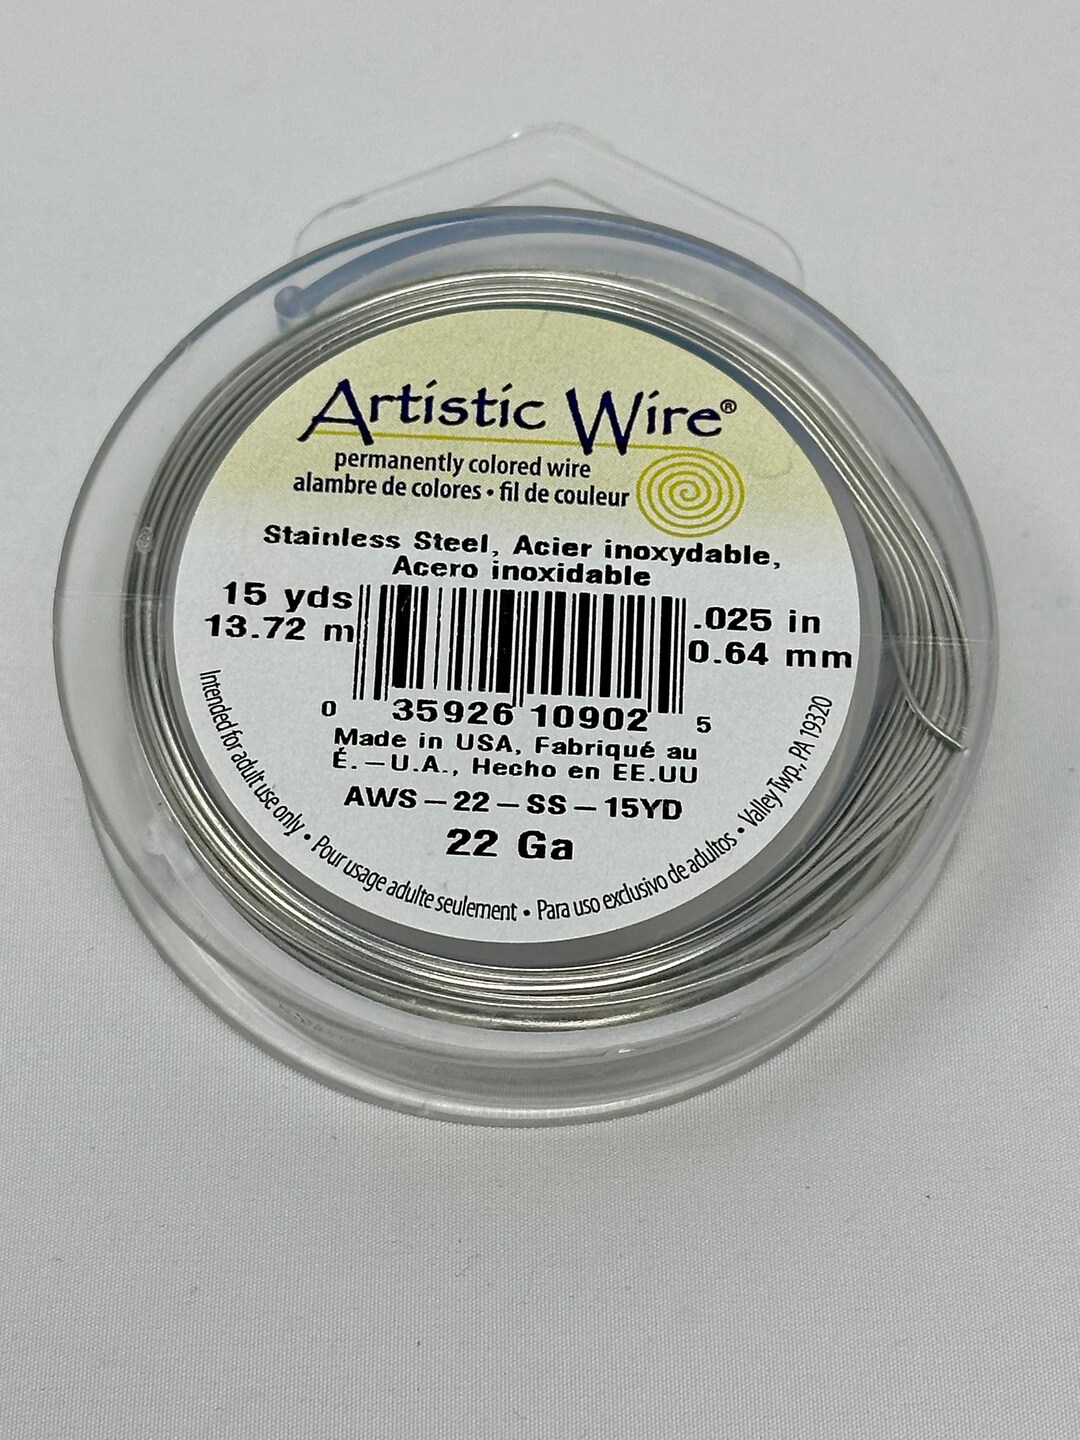 Artistic Wire®
permanently colored wire
alambre de colores • fil de couleur
Stainless Steel, Acier inoxydable,
Acero inoxidable
15 yds
13.72 m
.025 in
0.64 mm
0 35926 10902 5
Made in USA, Fabriqué au
É.-U.A., Hecho en EE.UU
AWS-22-SS-15YD
22 Ga
Intended for adult use only • Pour usage adulte seulement • Para uso exclusivo de adultos • Valley Twp., PA 19320